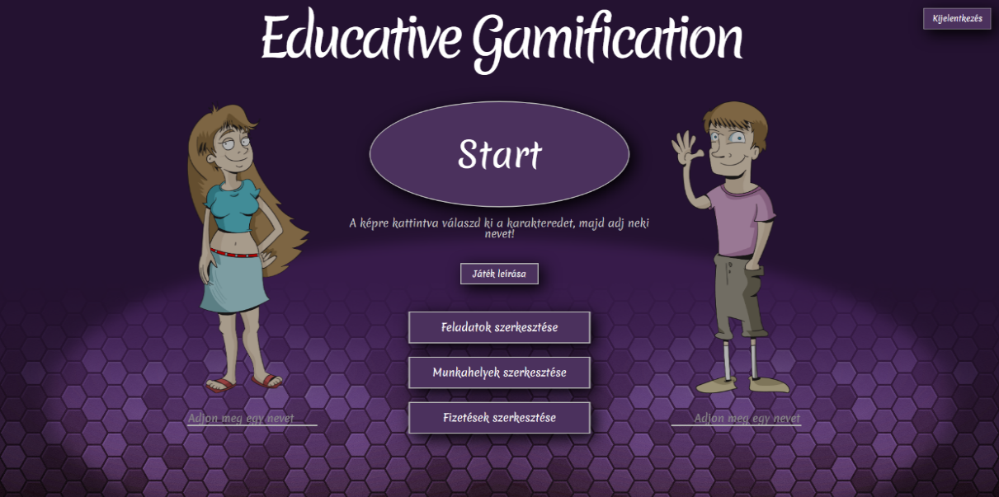 Educative Gamification
Kijelentkezés
Start
A képre kattintva válaszd ki a karakteredet, majd adj neki
nevet!
Játék leírása
Feladatok szerkesztése
Munkahelyek szerkesztése
Fizetések szerkesztése
Adjon meg egy nevet
Adjon meg egy nevet